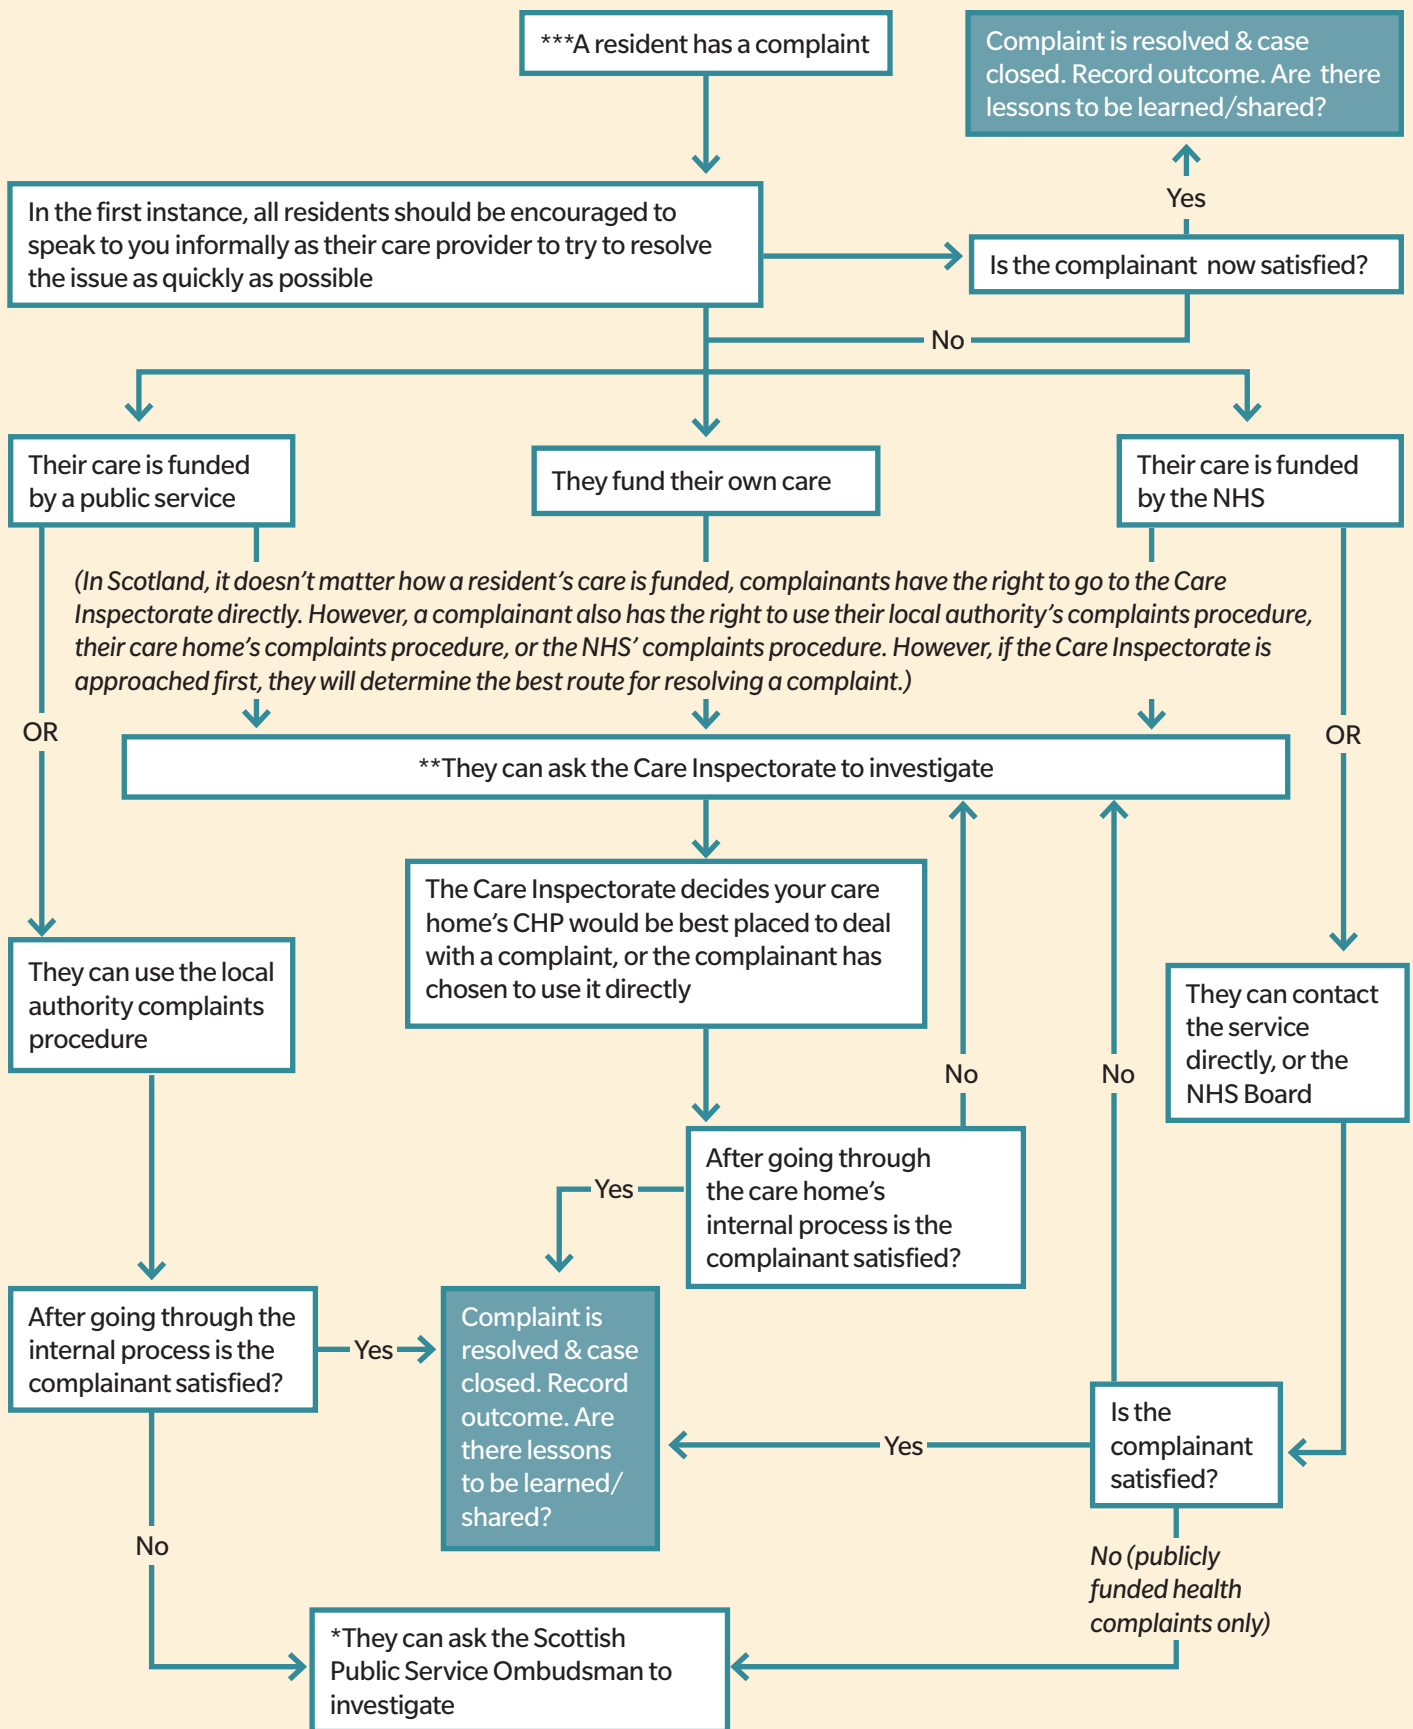 ***A resident has a complaint
Complaint is resolved & case
closed. Record outcome. Are there
lessons to be learned/shared?
Yes
In the first instance, all residents should be encouraged to
speak to you informally as their care provider to try to resolve
the issue as quickly as possible
Is the complainant now satisfied?
No
Their care is funded
by a public service
They fund their own care
Their care is funded
by the NHS
(In Scotland, it doesn't matter how a resident's care is funded, complainants have the right to go to the Care
Inspectorate directly. However, a complainant also has the right to use their local authority's complaints procedure,
their care home's complaints procedure, or the NHS' complaints procedure. However, if the Care Inspectorate is
approached first, they will determine the best route for resolving a complaint.)
OR
OR
**They can ask the Care Inspectorate to investigate
The Care Inspectorate decides your care
home's CHP would be best placed to deal
with a complaint, or the complainant has
chosen to use it directly
They can use the local
authority complaints
procedure
They can contact
the service
directly, or the
NHS Board
No
No
After going through
the care home's
internal process is the
complainant satisfied?
Yes
After going through the
internal process is the
complainant satisfied?
Yes
Complaint is
resolved & case
closed. Record
outcome. Are
there lessons
to be learned/
shared?
Yes
Is the
complainant
satisfied?
No
No (publicly
funded health
complaints only)
*They can ask the Scottish
Public Service Ombudsman to
investigate